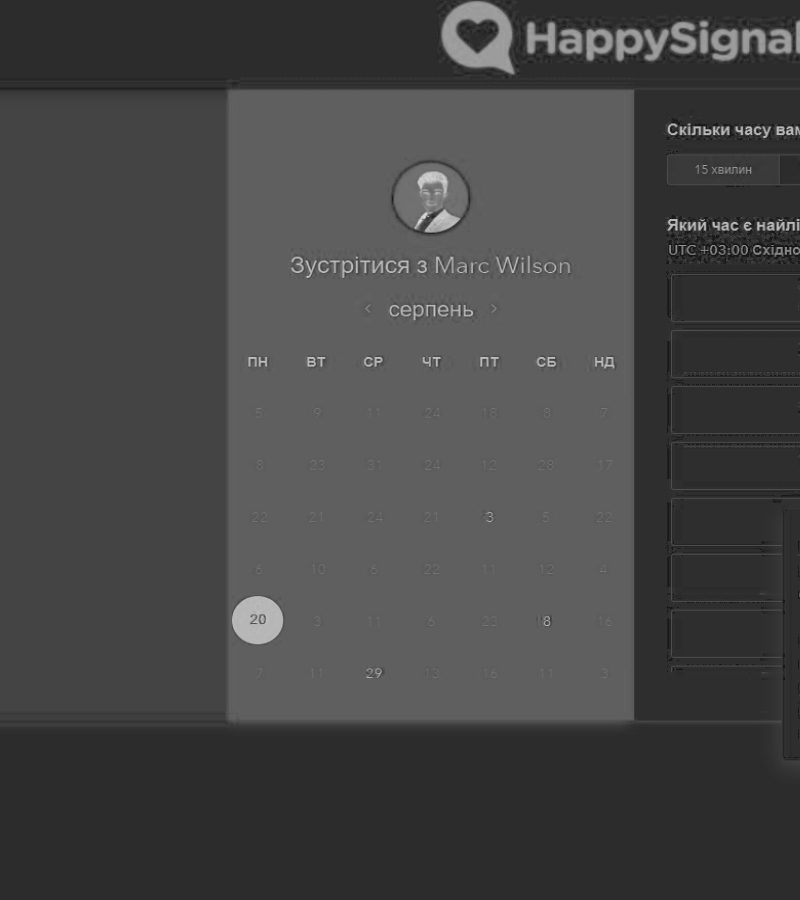 HappySignal
Зустрітися з Marc Wilson
серпень
ПН ВТ СР ЧТ ПТ СБ НД
5 9 11 24 18 8 7
8 23 31 24 12 28 17
22 21 24 21 3 5 22
6 10 6 22 11 12 4
20 3 11 6 23 8 16
7 11 29 13 16 11 3
Скільки часу вам
15 хвилин
Який час є найлі
UTC +03:00 Східно